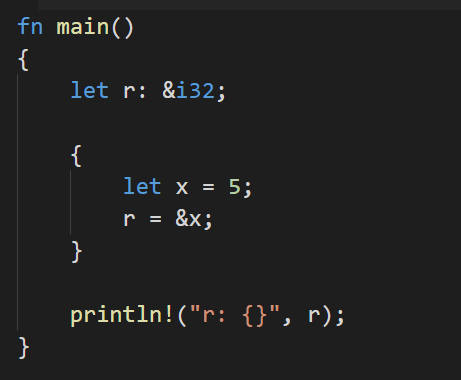 fn main()
{
    let r: &i32;

    {
        let x = 5;
        r = &x;
    }

    println!("r: {}", r);
}